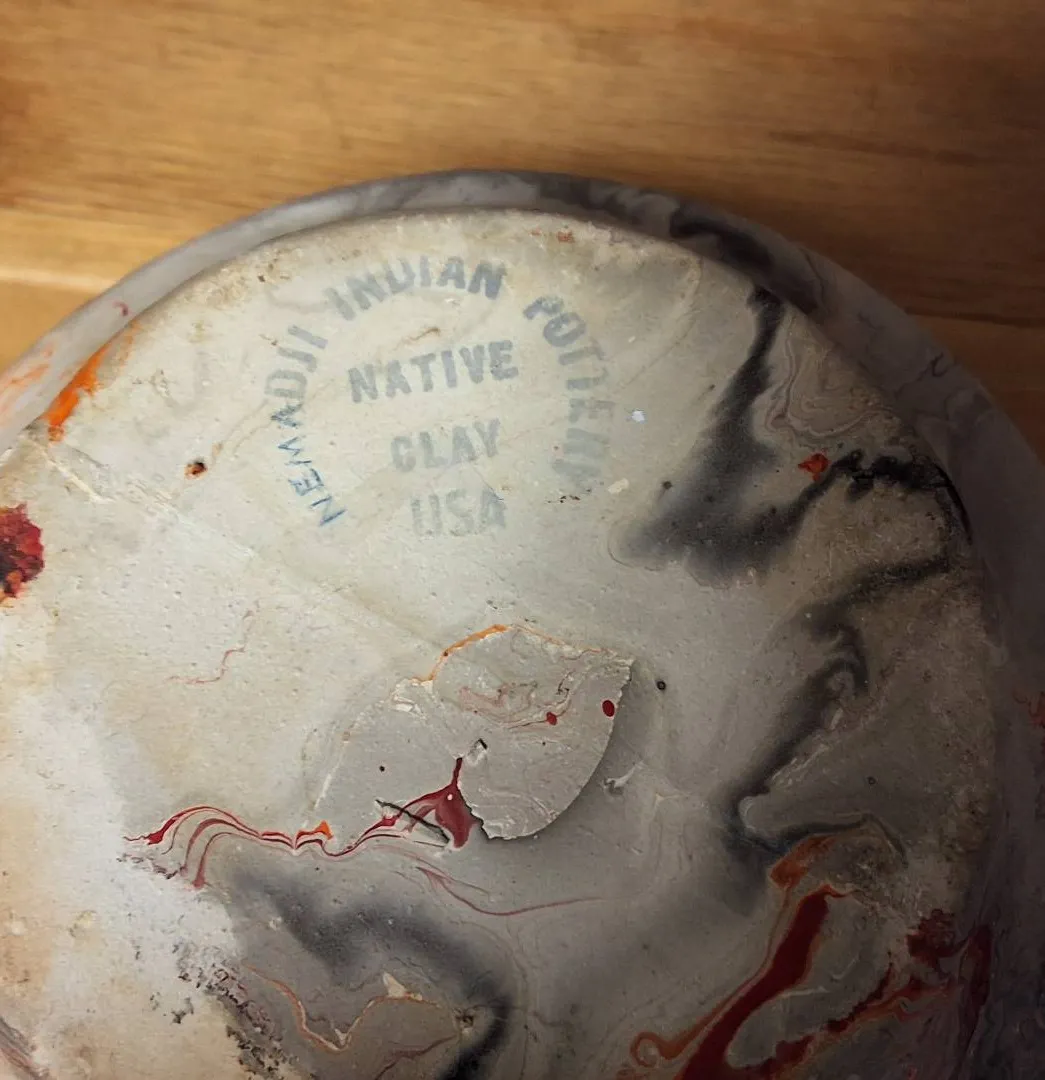 NEMADJI INDIAN POTTERY
NATIVE
CLAY
USA